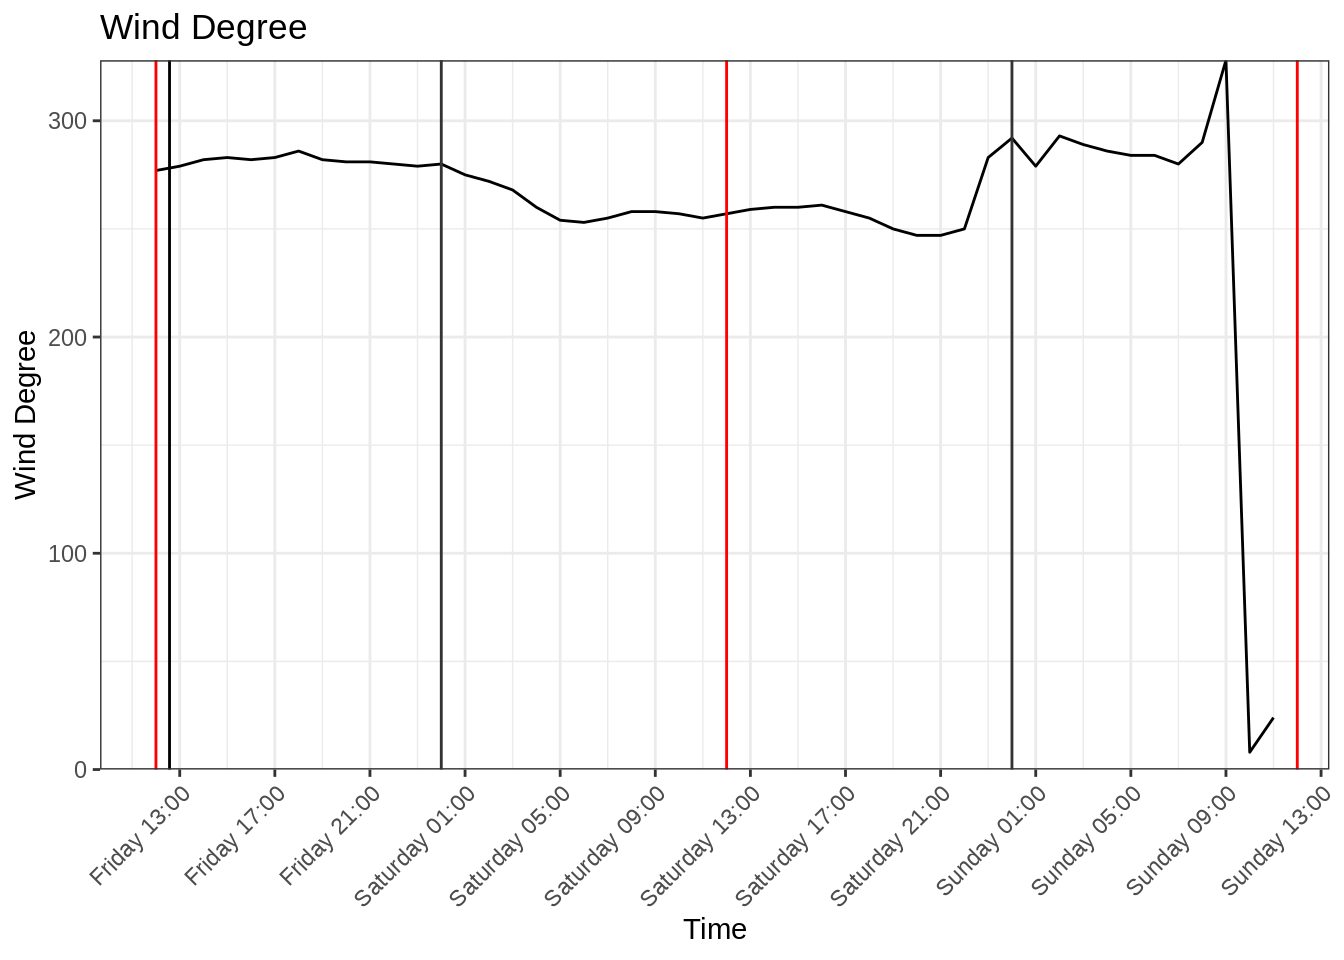 Wind Degree
Wind Degree
300
200
100
0
Friday 13:00
Friday 17:00
Friday 21:00
Saturday 01:00
Saturday 05:00
Saturday 09:00
Saturday 13:00
Saturday 17:00
Saturday 21:00
Sunday 01:00
Sunday 05:00
Sunday 09:00
Sunday 13:00
Time